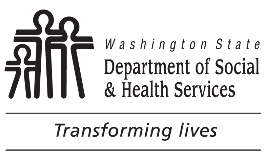 Washington State
Department of Social
& Health Services
Transforming lives